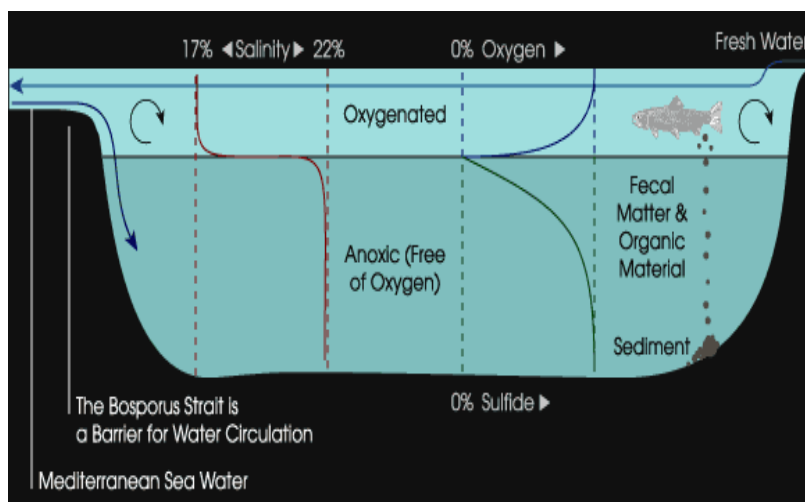 17% ◀Salinity▶ 22%
0% Oxygen ▶
Fresh Water
Oxygenated
Fecal
Matter &
Organic
Material
Anoxic (Free
of Oxygen)
Sediment
0% Sulfide ▶
The Bosporus Strait is
a Barrier for Water Circulation
Mediterranean Sea Water